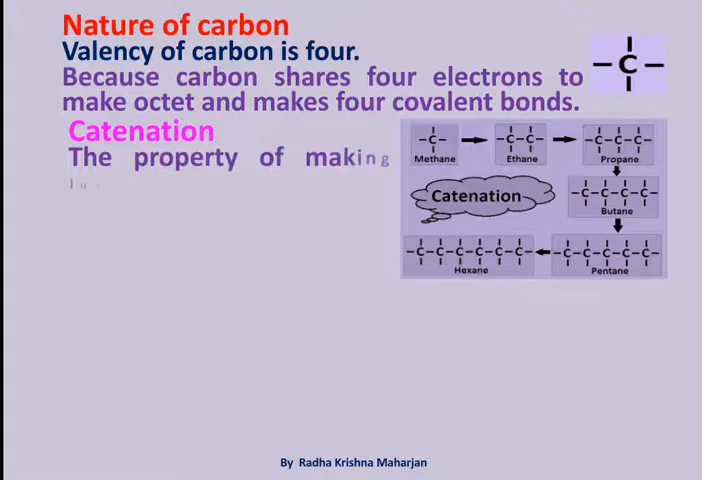 Nature of carbon
Valency of carbon is four.
Because carbon shares four electrons to
make octet and makes four covalent bonds.
-C-
Catenation
The property of making
-C-
Methane
-C-C-
Ethane
-C-C-C-
Propane
Catenation
-C-C-C-C-
Butane
-C-C-C-C-C-C-
Hexane
-C-C-C-C-C-
Pentane
By Radha Krishna Maharjan